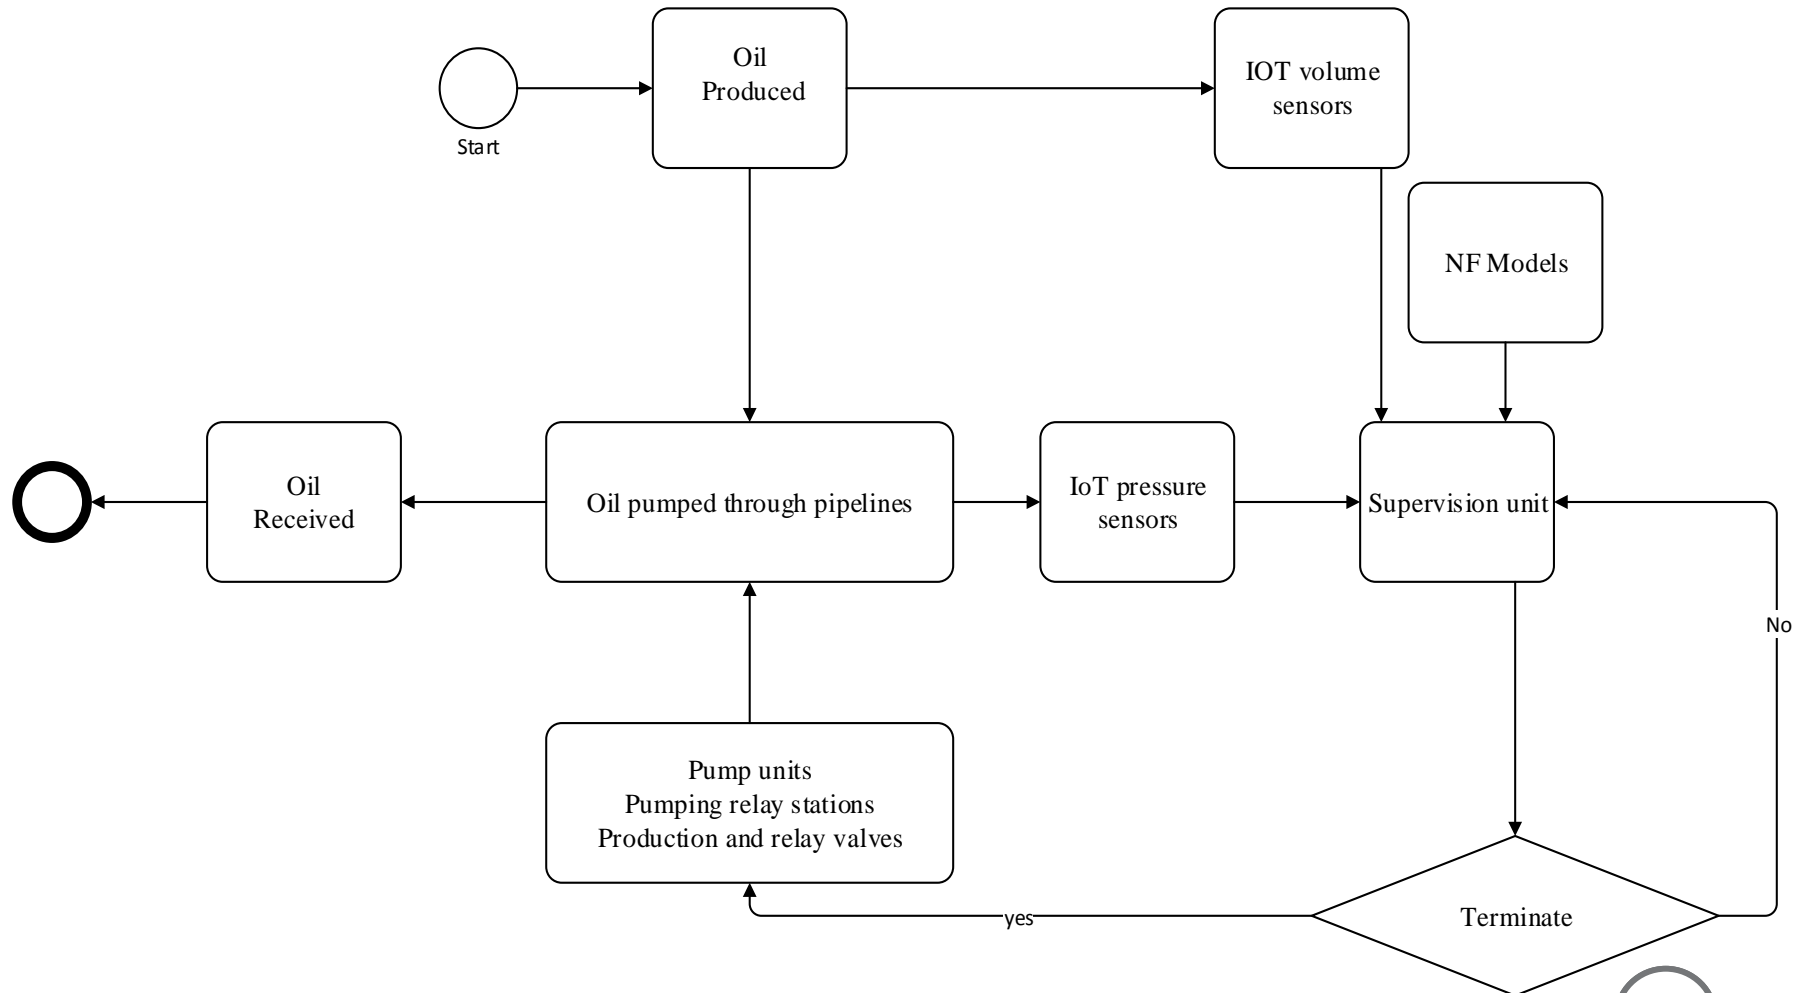 Oil
Produced
IOT volume
sensors
Start
NF Models
Oil
Received
Oil pumped through pipelines
IoT pressure
sensors
Supervision unit
No
Pump units
Pumping relay stations
Production and relay valves
yes
Terminate